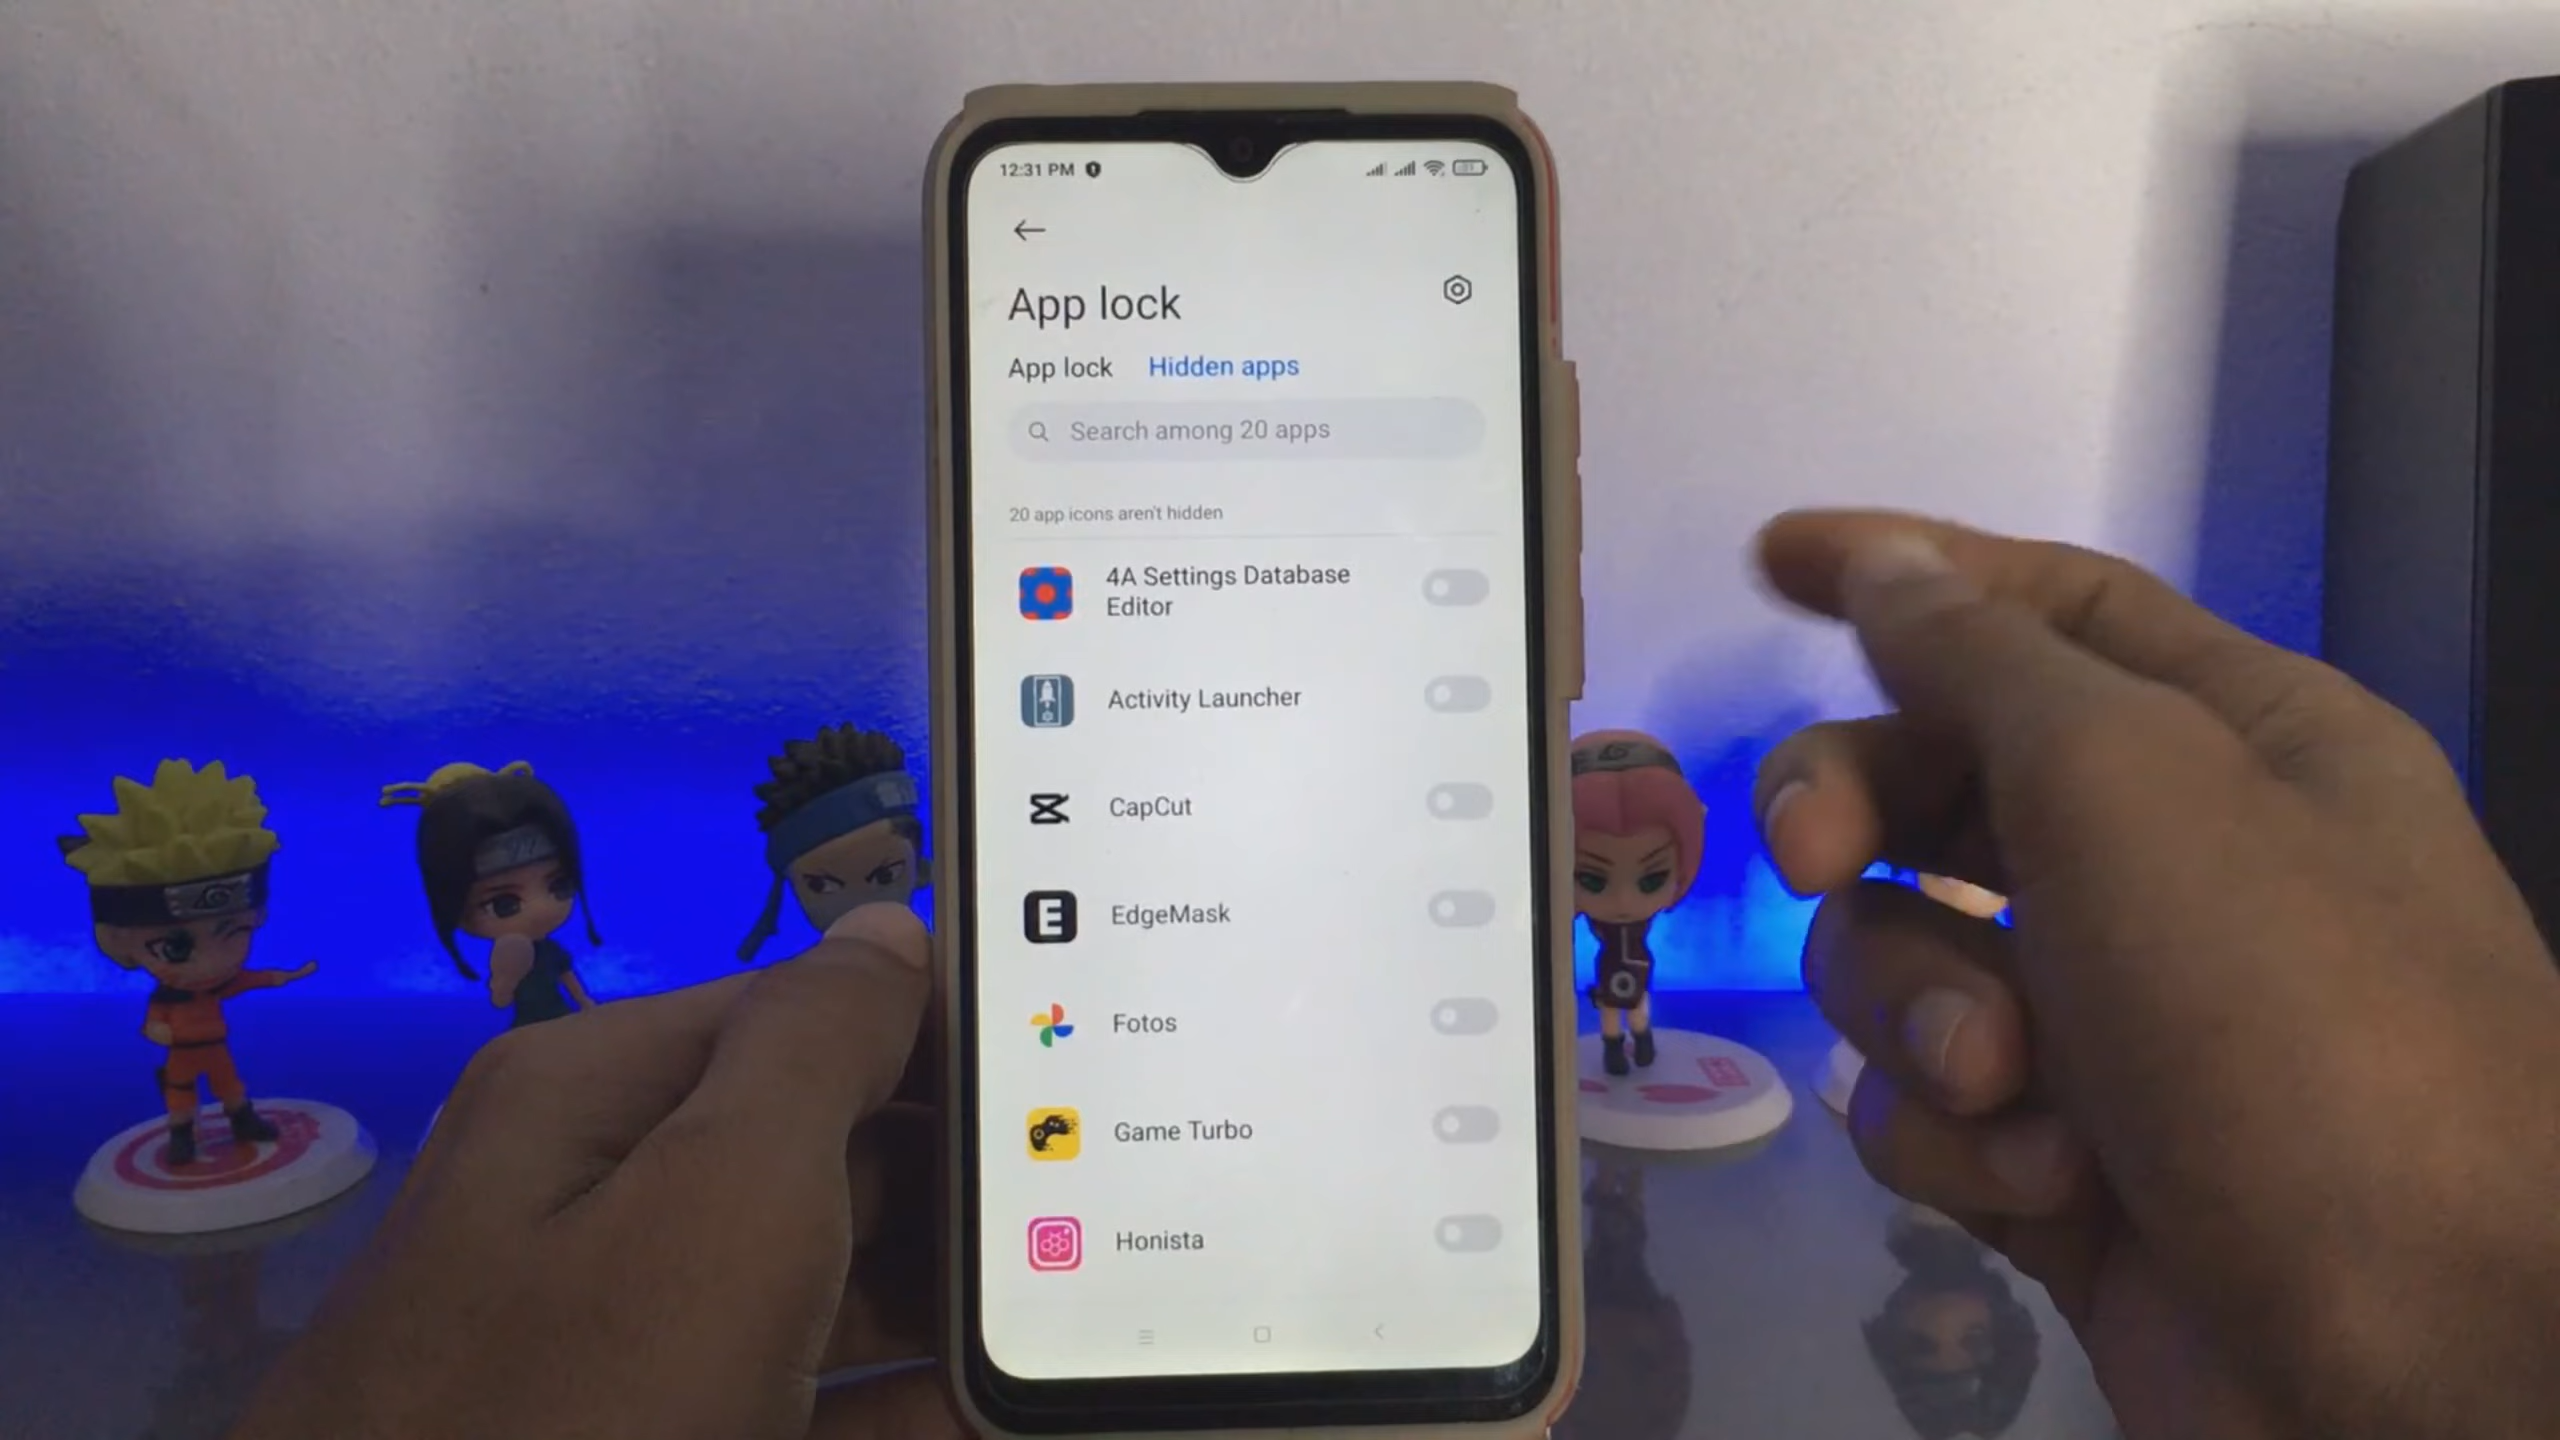 12:31 PM
App lock
App lock Hidden apps
Search among 20 apps
20 app icons aren't hidden
4A Settings Database
Editor
Activity Launcher
CapCut
E
EdgeMask
Fotos
Game Turbo
Honista